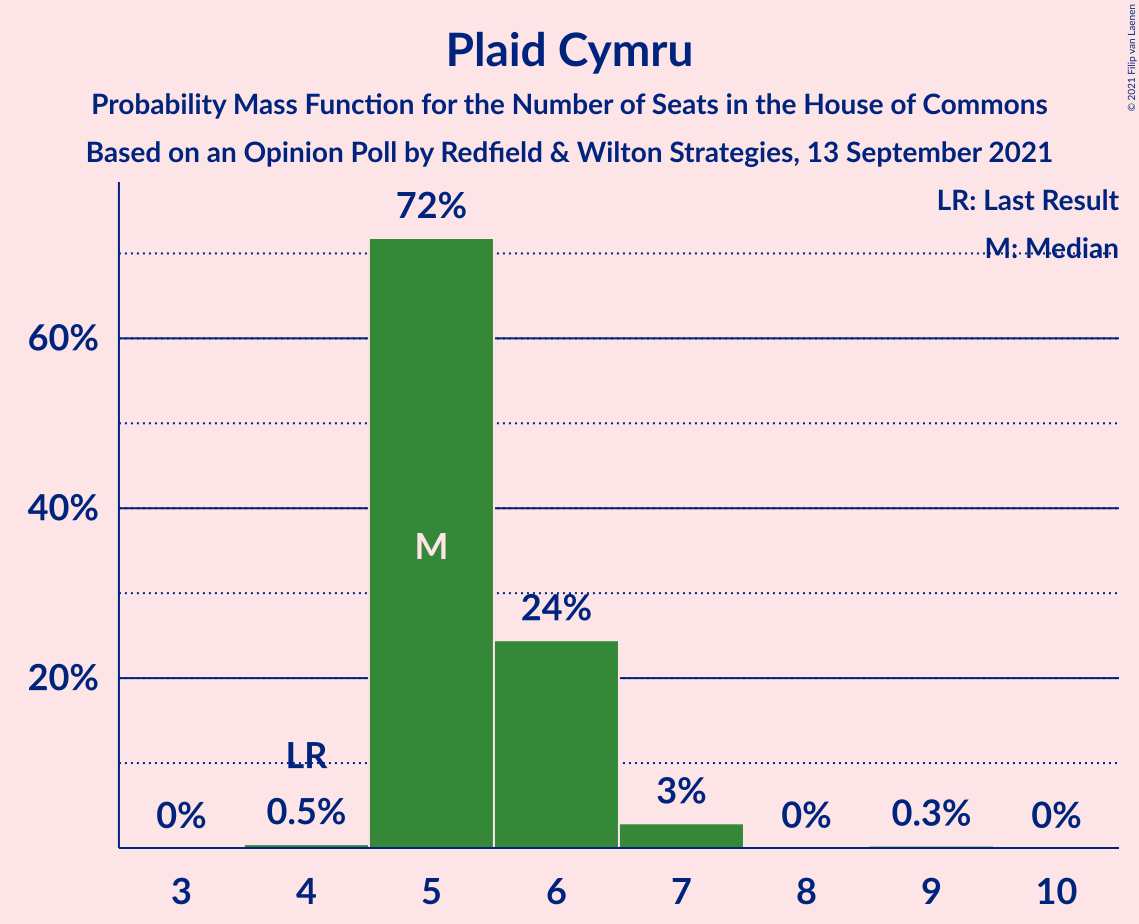 Plaid Cymru
Probability Mass Function for the Number of Seats in the House of Commons
Based on an Opinion Poll by Redfield & Wilton Strategies, 13 September 2021
© 2021 Filip van Laenen
LR: Last Result
M: Median
72%
60%
40%
M
24%
20%
LR
0% 0.5% 3% 0% 0.3% 0%
3 4 5 6 7 8 9 10